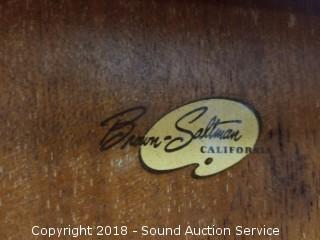 Brown-Saltman
CALIFORNIA
Copyright 2018 - Sound Auction Service